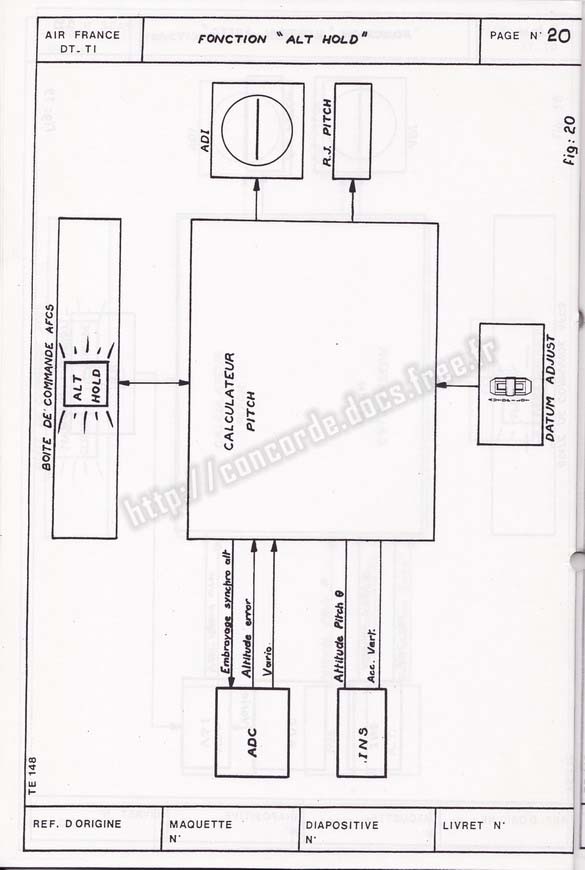 AIR FRANCE
DT-TI
FONCTION "ALT HOLD"
PAGE N° 20
Fig: 20
ADI
R.J. PITCH
BOITE DE COMMANDE AFCS
ALT
HOLD
CALCULATEUR
PITCH
DATUM ADJUST
http://concorde.docs.free.fr
Embrayage synchro alt
Altitude error
Vario.
Attitude Pitch θ
Acc. Vert.
ADC
INS
TE 148
REF. D'ORIGINE
MAQUETTE
N°
DIAPOSITIVE
N°
LIVRET N°